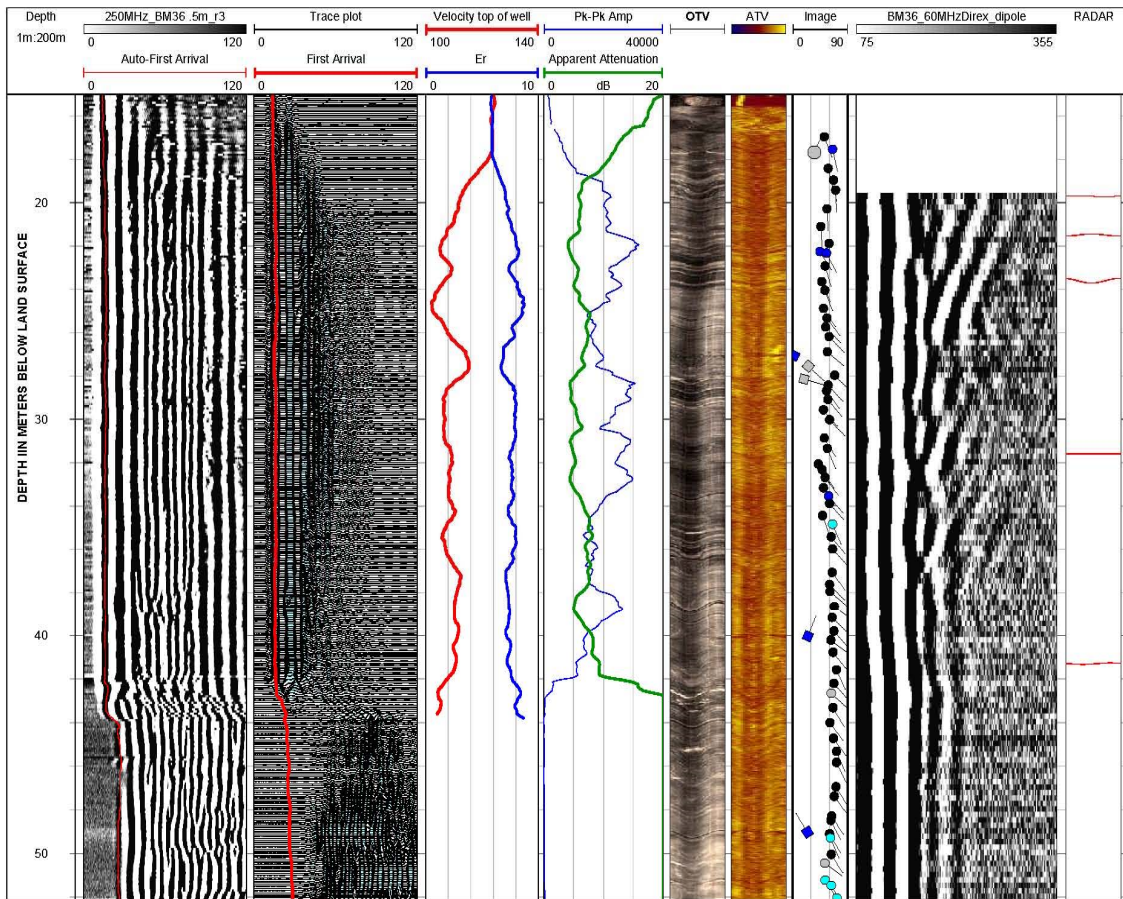 Depth
1m:200m
250MHz_BM36 .5m_r3
0 120
Auto-First Arrival
0 120
Trace plot
0 120
First Arrival
0 120
Velocity top of well
100 140
Er
0 10
Pk-Pk Amp
0 40000
Apparent Attenuation
0 dB 20
OTV
ATV
Image
0 90
BM36_60MHzDirex_dipole
75 355
RADAR
DEPTH IIN METERS BELOW LAND SURFACE
20
30
40
50